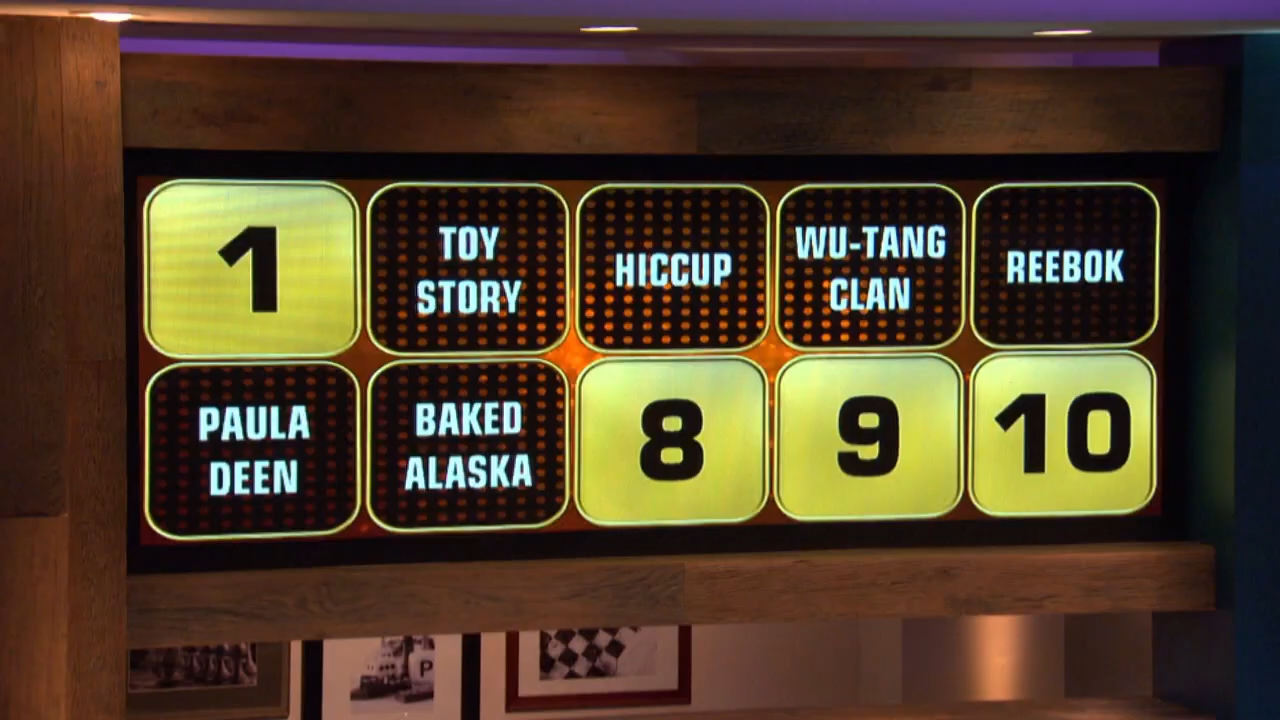 1
TOY
STORY
HICCUP
WU-TANG
CLAN
REEBOK
PAULA
DEEN
BAKED
ALASKA
8
9
10
P